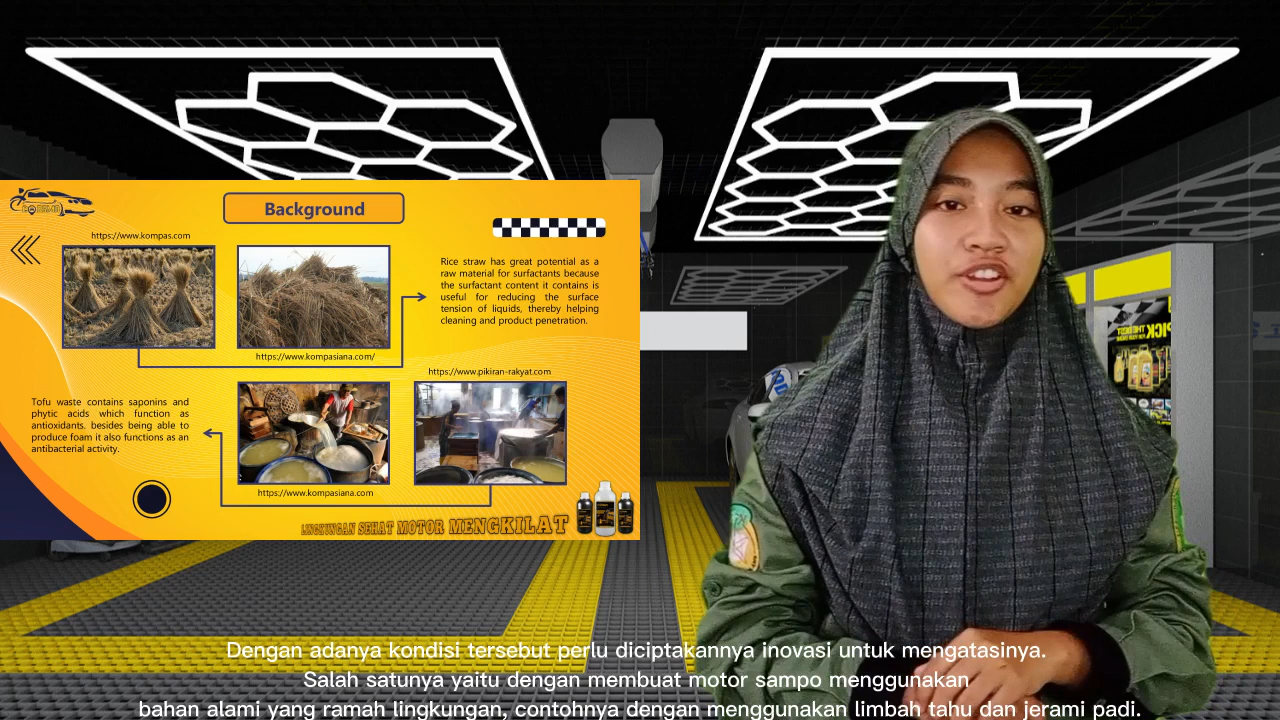 Background
https://www.kompas.com
Rice straw has great potential as a
raw material for surfactants because
the surfactant content it contains is
useful for reducing the surface
tension of liquids, thereby helping
cleaning and product penetration.
https://www.kompasiana.com/
https://www.pikiran-rakyat.com
Tofu waste contains saponins and
phytic acids which function as
antioxidants. besides being able to
produce foam it also functions as an
antibacterial activity.
https://www.kompasiana.com
LINGKUNGAN SEHAT MOTOR MENGKILAT
PICK THE BEST
Dengan adanya kondisi tersebut perlu diciptakannya inovasi untuk mengatasinya.
Salah satunya yaitu dengan membuat motor sampo menggunakan
bahan alami yang ramah lingkungan, contohnya dengan menggunakan limbah tahu dan jerami padi.